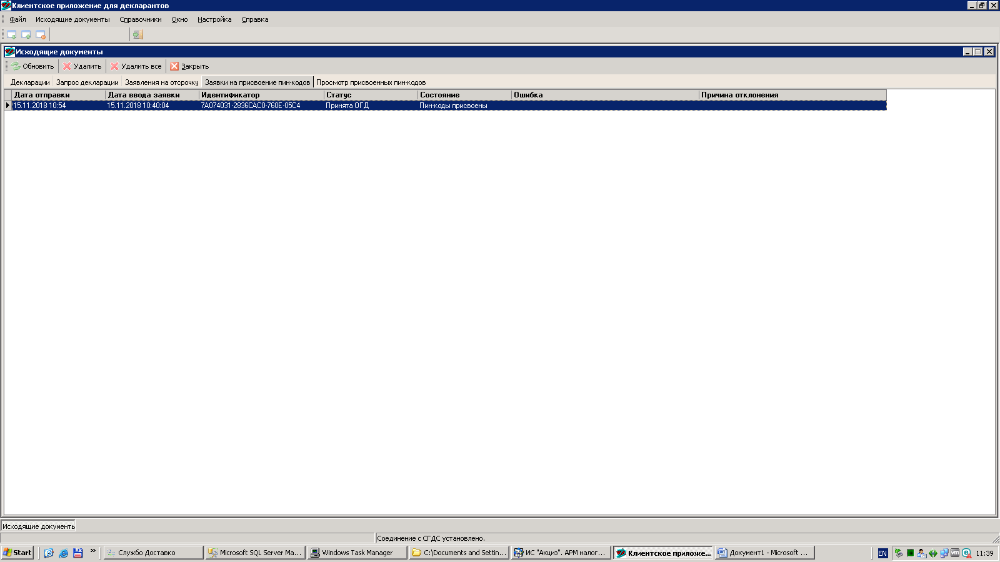 Клиентское приложение для декларантов
Файл Исходящие документы Справочники Окно Настройка Справка
Исходящие документы
Обновить Удалить Удалить все Закрыть
Декларации Запрос декларации Заявления на отсрочку Заявки на присвоение пин-кодов Просмотр присвоенных пин-кодов
Дата отправки Дата ввода заявки Идентификатор Статус Состояние Ошибка Причина отклонения
15.11.2018 10:54 15.11.2018 10:40:04 7A074031-2836CAC0-760E-05C4 Принята ОГД Пин-коды присвоены
Исходящие документь
Соединение с СГДС установлено.
Start » Службо Доставко Microsoft SQL Server Ma... Windows Task Manager C:\Documents and Settin... ИС "Акциз". АРМ налог... Клиентское приложе... Документ1 - Microsoft ... EN 11:39